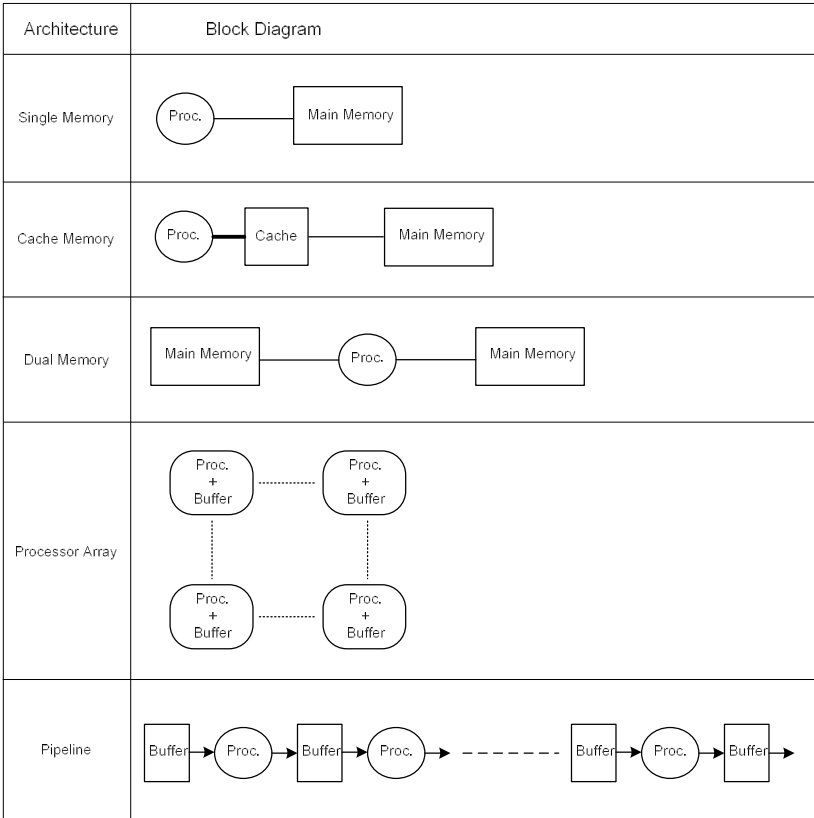 Architecture
Block Diagram
Single Memory
Proc.
Main Memory
Cache Memory
Proc.
Cache
Main Memory
Dual Memory
Main Memory
Proc.
Main Memory
Processor Array
Proc.
+
Buffer
Proc.
+
Buffer
Proc.
+
Buffer
Proc.
+
Buffer
Pipeline
Buffer
Proc.
Buffer
Proc.
Buffer
Proc.
Buffer